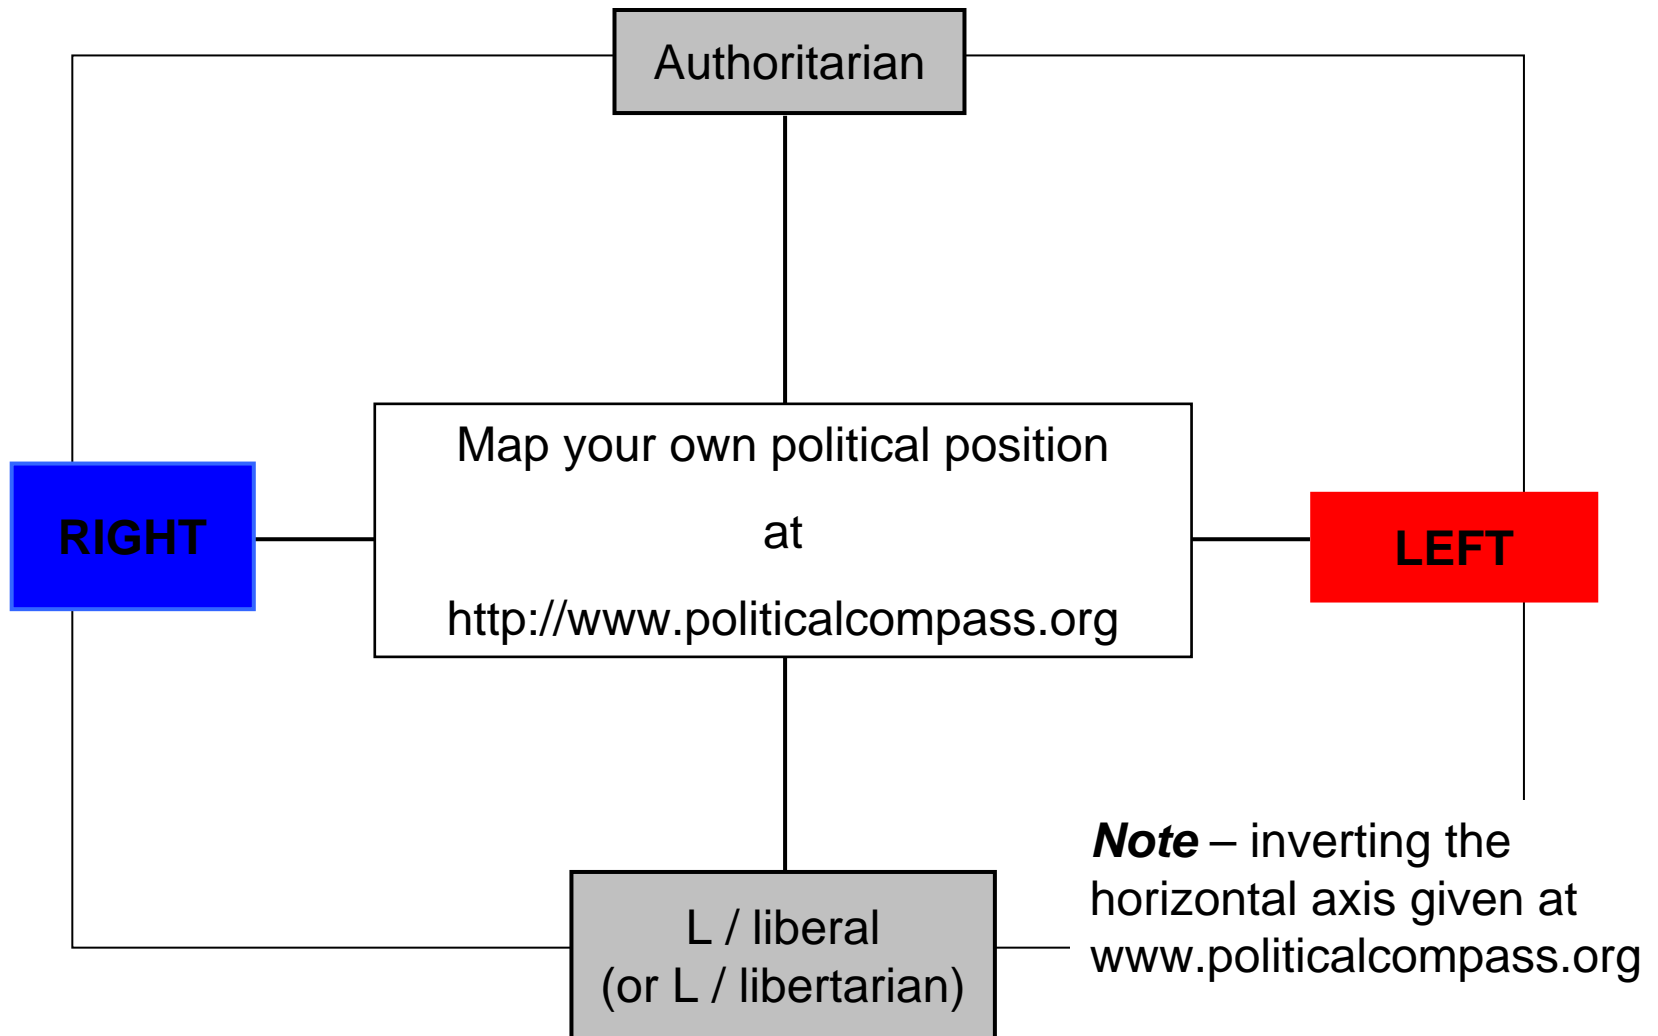 Authoritarian
Map your own political position
at
http://www.politicalcompass.org
RIGHT
LEFT
Note – inverting the
horizontal axis given at
www.politicalcompass.org
L / liberal
(or L / libertarian)